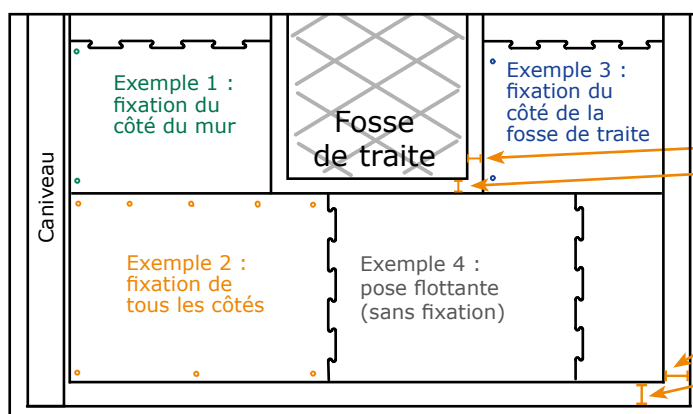 Exemple 1 :
fixation du
côté du mur
Fosse
de traite
Exemple 3 :
fixation du
côté de la
fosse de traite
Caniveau
Exemple 2 :
fixation de
tous les côtés
Exemple 4 :
pose flottante
(sans fixation)